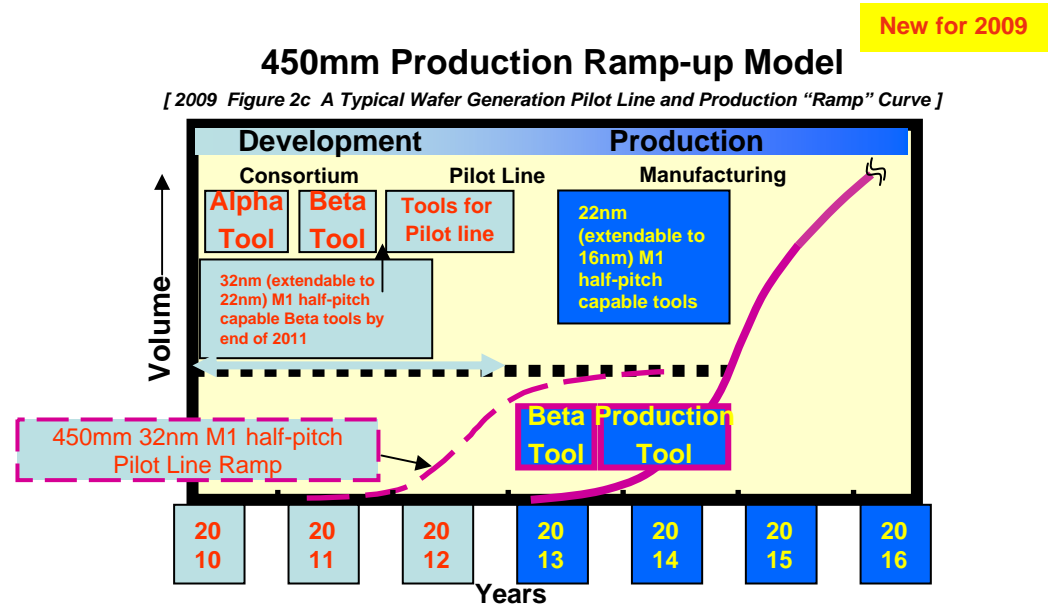 New for 2009
450mm Production Ramp-up Model
[ 2009 Figure 2c A Typical Wafer Generation Pilot Line and Production “Ramp” Curve ]
Development Production
Consortium Pilot Line Manufacturing
Alpha
Tool
Beta
Tool
Tools for
Pilot line
22nm
(extendable to
16nm) M1
half-pitch
capable tools
32nm (extendable to
22nm) M1 half-pitch
capable Beta tools by
end of 2011
Volume
450mm 32nm M1 half-pitch
Pilot Line Ramp
Beta
Tool
Production
Tool
20
10
20
11
20
12
20
13
20
14
20
15
20
16
Years